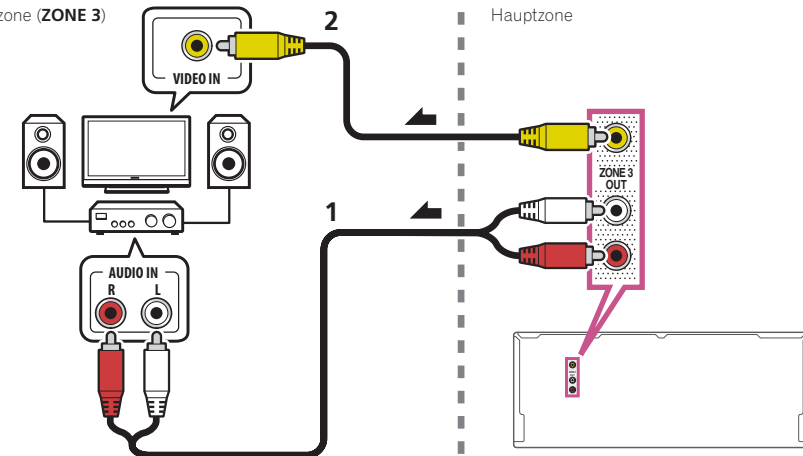 zone (ZONE 3)
Hauptzone
2
VIDEO IN
ZONE 3
OUT
1
AUDIO IN
R L